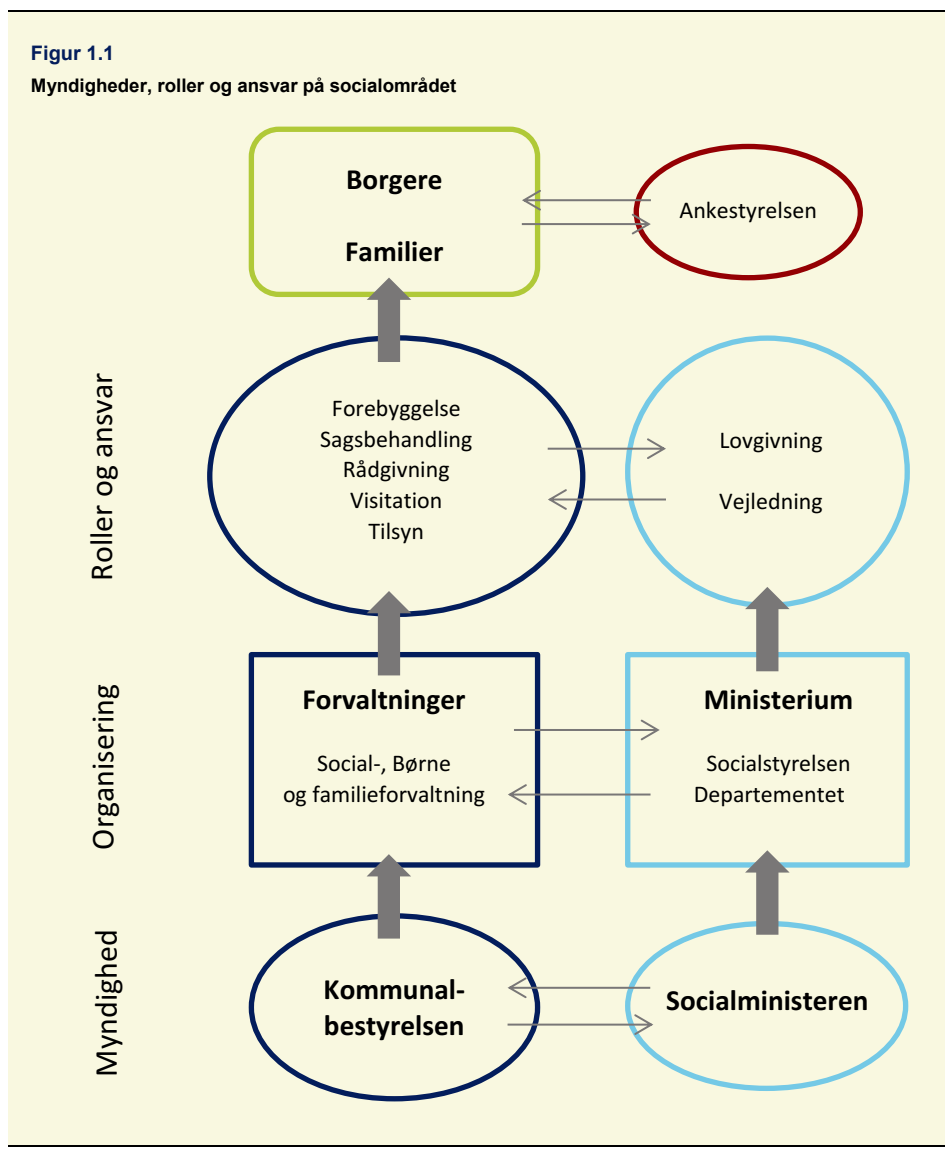 Figur 1.1
Myndigheder, roller og ansvar på socialområdet
Borgere
Familier
Ankestyrelsen
Roller og ansvar
Forebyggelse
Sagsbehandling
Rådgivning
Visitation
Tilsyn
Lovgivning
Vejledning
Organisering
Forvaltninger
Social-, Børne
og familieforvaltning
Ministerium
Socialstyrelsen
Departementet
Myndighed
Kommunal-
bestyrelsen
Socialministeren